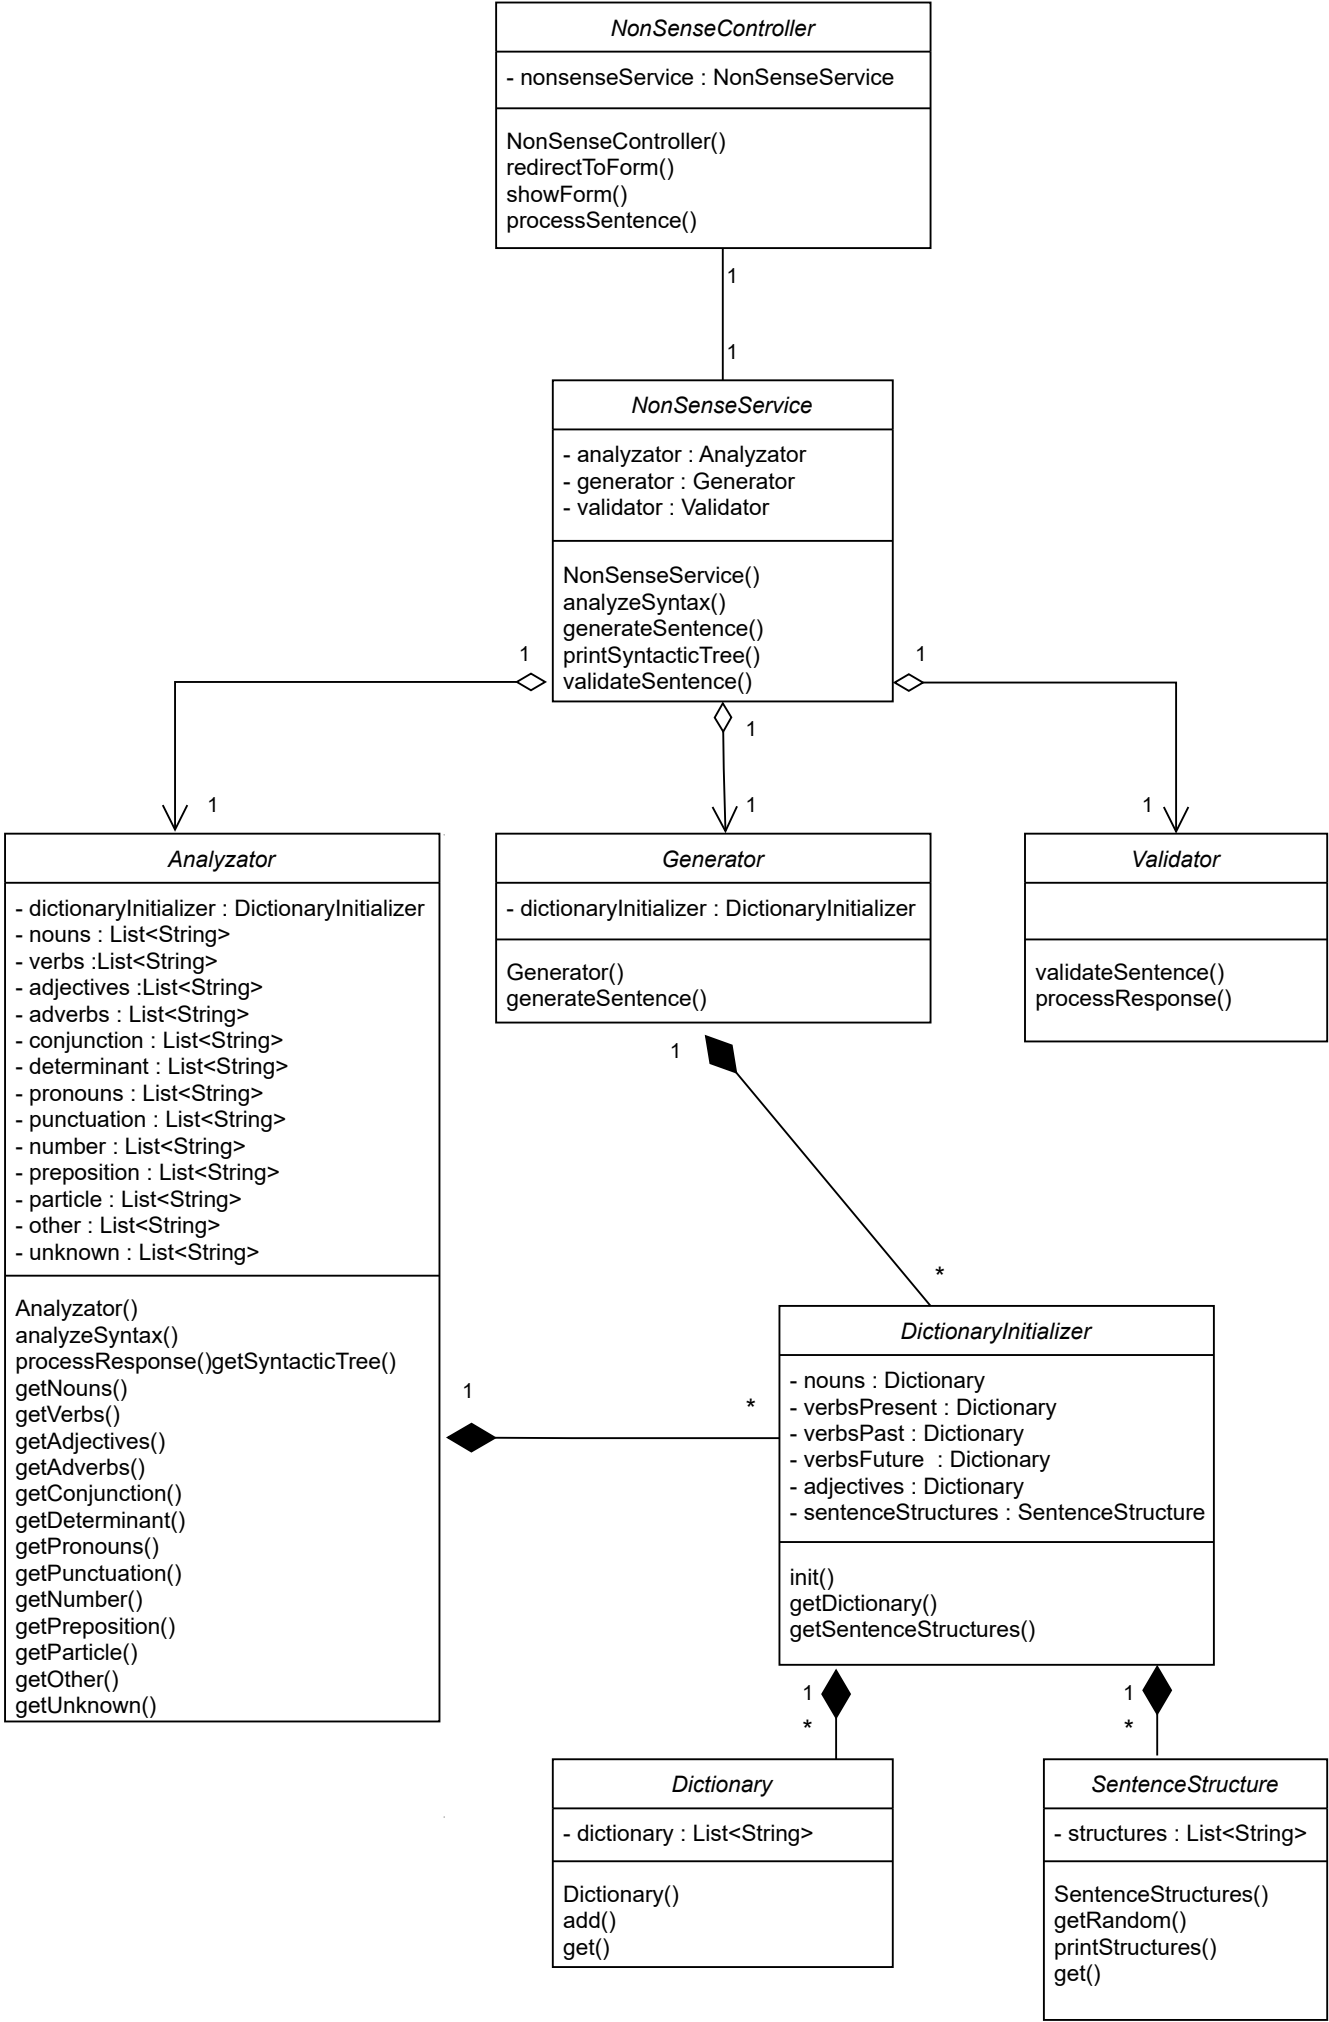 NonSenseController
- nonsenseService : NonSenseService
NonSenseController()
redirectToForm()
showForm()
processSentence()
1
1
NonSenseService
- analyzator : Analyzator
- generator : Generator
- validator : Validator
NonSenseService()
analyzeSyntax()
generateSentence()
printSyntacticTree()
validateSentence()
1
1
1
1
1
1
Analyzator
- dictionaryInitializer : DictionaryInitializer
- nouns : List<String>
- verbs :List<String>
- adjectives :List<String>
- adverbs : List<String>
- conjunction : List<String>
- determinant : List<String>
- pronouns : List<String>
- punctuation : List<String>
- number : List<String>
- preposition : List<String>
- particle : List<String>
- other : List<String>
- unknown : List<String>
Analyzator()
analyzeSyntax()
processResponse()getSyntacticTree()
getNouns()
getVerbs()
getAdjectives()
getAdverbs()
getConjunction()
getDeterminant()
getPronouns()
getPunctuation()
getNumber()
getPreposition()
getParticle()
getOther()
getUnknown()
Generator
- dictionaryInitializer : DictionaryInitializer
Generator()
generateSentence()
Validator
validateSentence()
processResponse()
1
*
1
*
DictionaryInitializer
- nouns : Dictionary
- verbsPresent : Dictionary
- verbsPast : Dictionary
- verbsFuture  : Dictionary
- adjectives : Dictionary
- sentenceStructures : SentenceStructure
init()
getDictionary()
getSentenceStructures()
1
*
1
*
Dictionary
- dictionary : List<String>
Dictionary()
add()
get()
SentenceStructure
- structures : List<String>
SentenceStructures()
getRandom()
printStructures()
get()